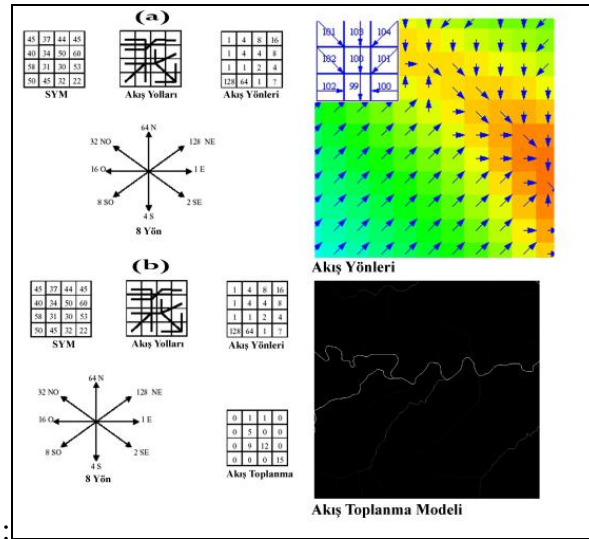 (a)
45 37 44 45
40 34 50 60
58 31 30 53
50 45 32 22
SYM
Akış Yolları
1 4 8 16
1 4 4 8
1 1 2 4
128 64 1 ?
Akış Yönleri
64 N
32 NO
128 NE
16 O
1 E
8 SO
2 SE
4 S
8 Yön
101 103 104
102 100 101
102 99 100
Akış Yönleri
(b)
45 37 44 45
40 34 50 60
58 31 30 53
50 45 32 22
SYM
Akış Yolları
1 4 8 16
1 4 4 8
1 1 2 4
128 64 1 ?
Akış Yönleri
64 N
32 NO
128 NE
16 O
1 E
8 SO
2 SE
4 S
8 Yön
0 1 1 0
0 5 0 0
0 9 12 0
0 0 0 15
Akış Toplanma
Akış Toplanma Modeli
: